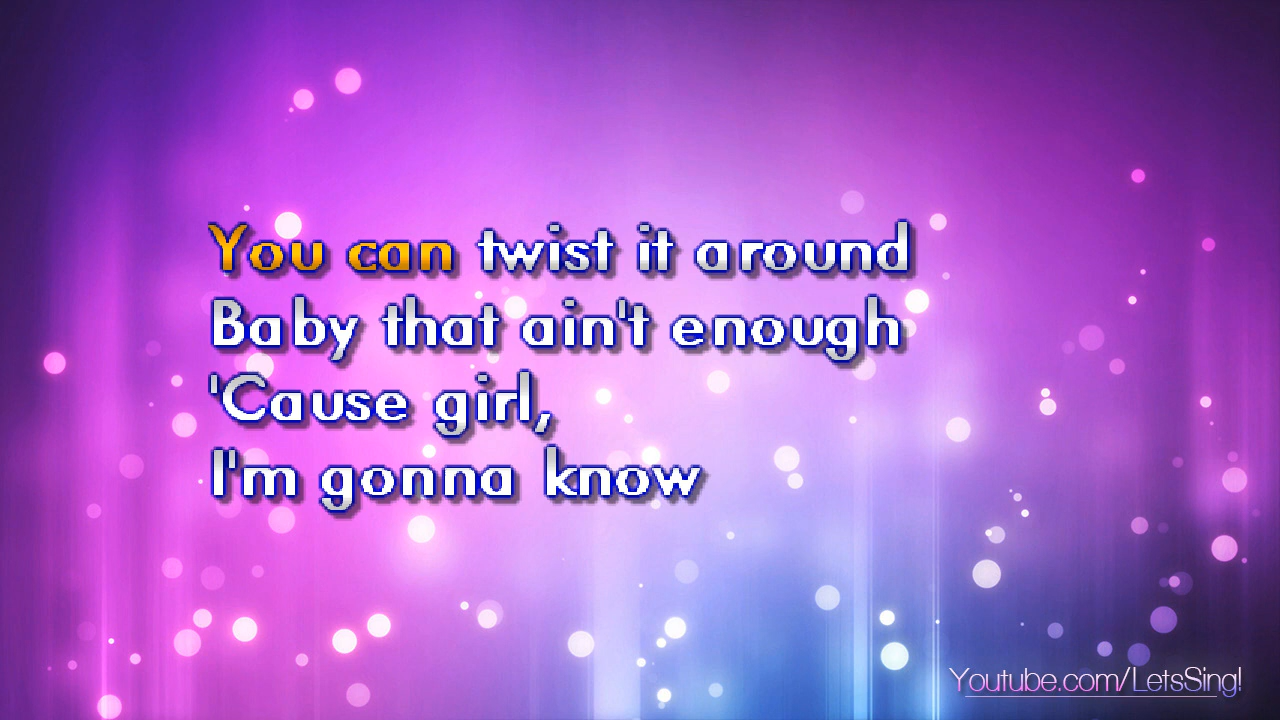 You can twist it around
Baby that ain't enough
'Cause girl,
I'm gonna know
Youtube.com/LetsSing!